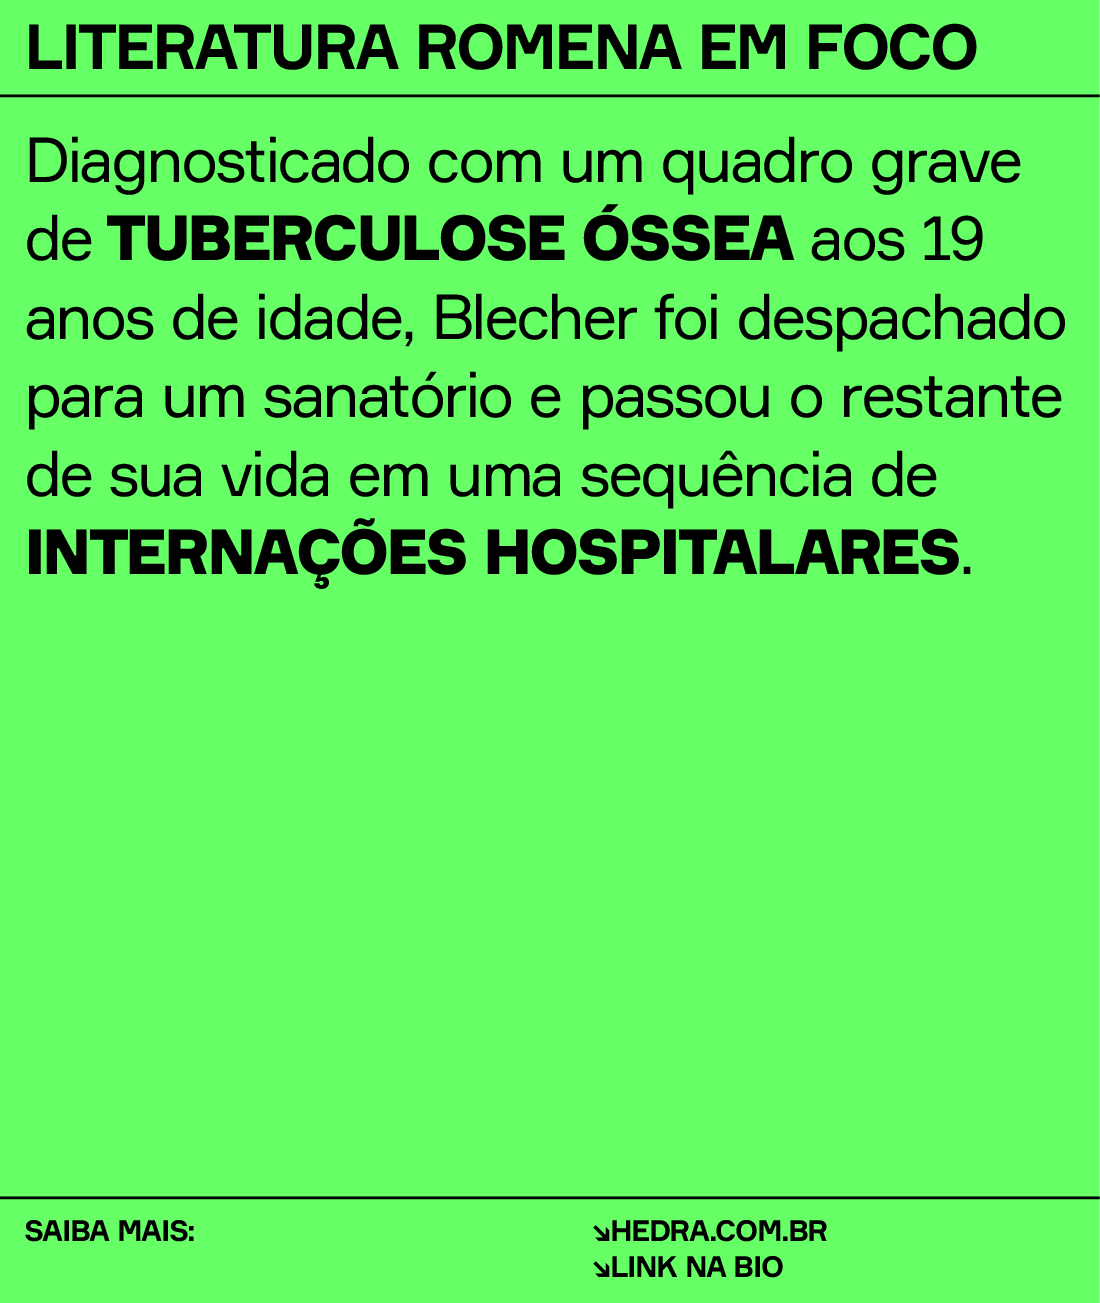 LITERATURA ROMENA EM FOCO
Diagnosticado com um quadro grave
de TUBERCULOSE ÓSSEA aos 19
anos de idade, Blecher foi despachado
para um sanatório e passou o restante
de sua vida em uma sequência de
INTERNAÇÕES HOSPITALARES.
SAIBA MAIS:
↘HEDRA.COM.BR
↘LINK NA BIO